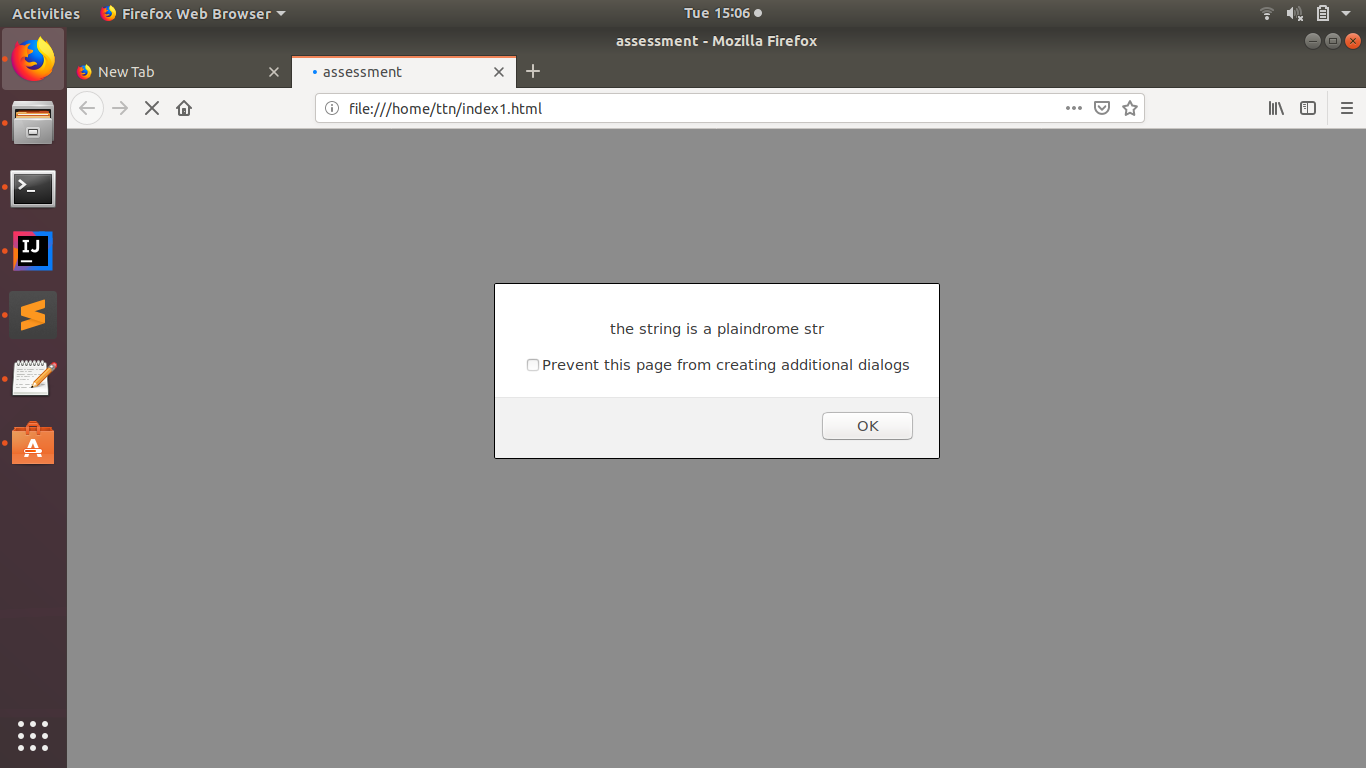 Activities
Firefox Web Browser
Tue 15:06
assessment - Mozilla Firefox
New Tab
assessment
file:///home/ttn/index1.html
IJ
the string is a plaindrome str
Prevent this page from creating additional dialogs
OK